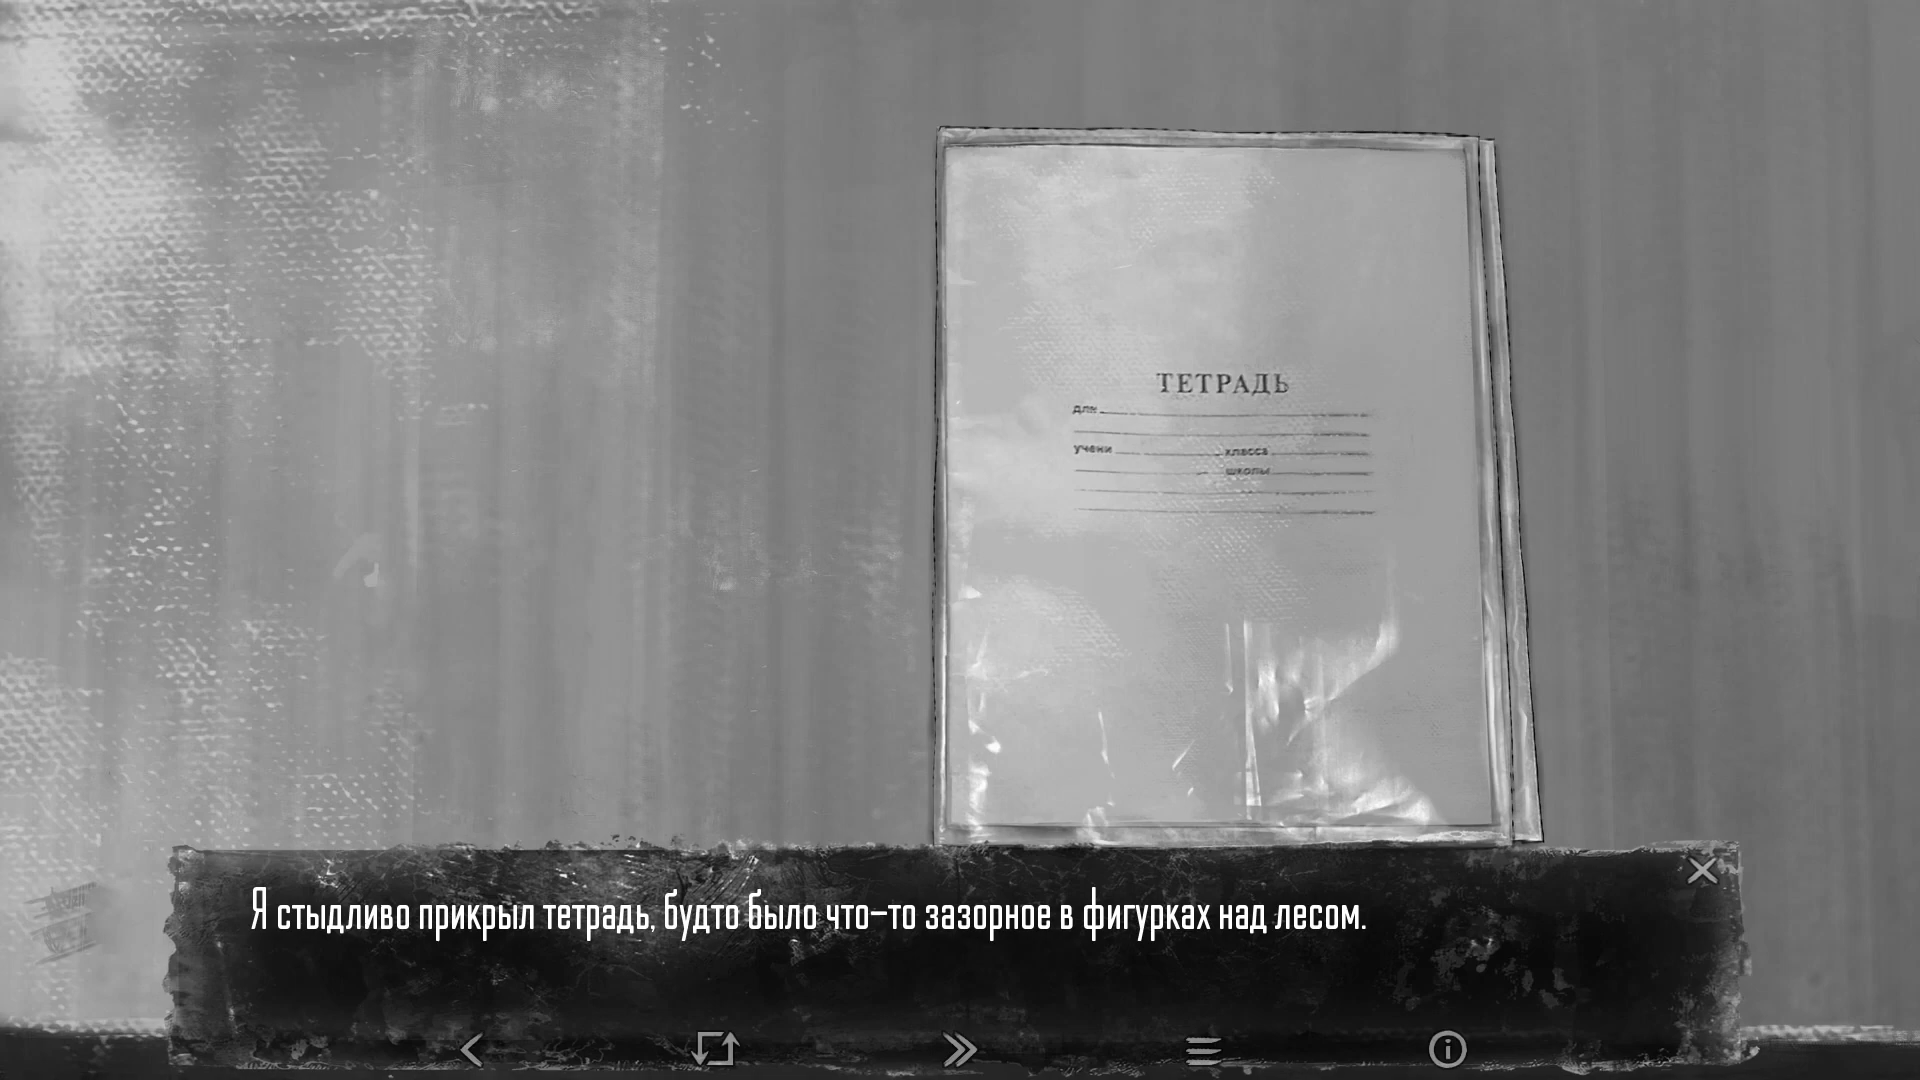 ТЕТРАДЬ
для
учени класса
школы
Я стыдливо прикрыл тетрадь, будто было что-то зазорное в фигурках над лесом.